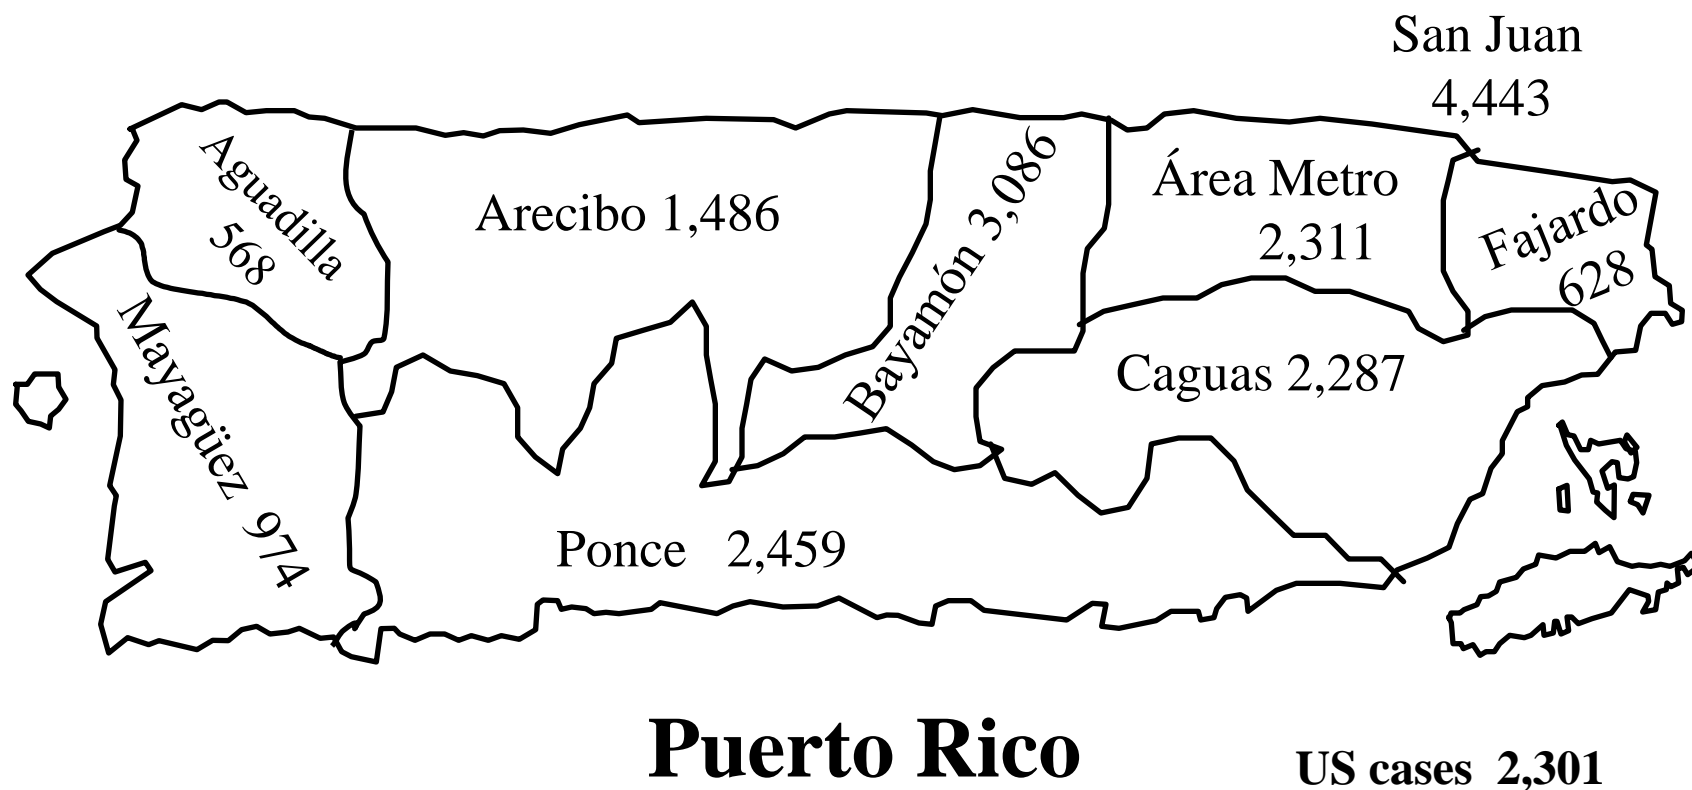 San Juan
4,443
Aguadilla
568
Arecibo 1,486
Bayamón 3,086
Área Metro
2,311
Fajardo
628
Mayagüez 974
Caguas 2,287
Ponce 2,459
Puerto Rico
US cases 2,301